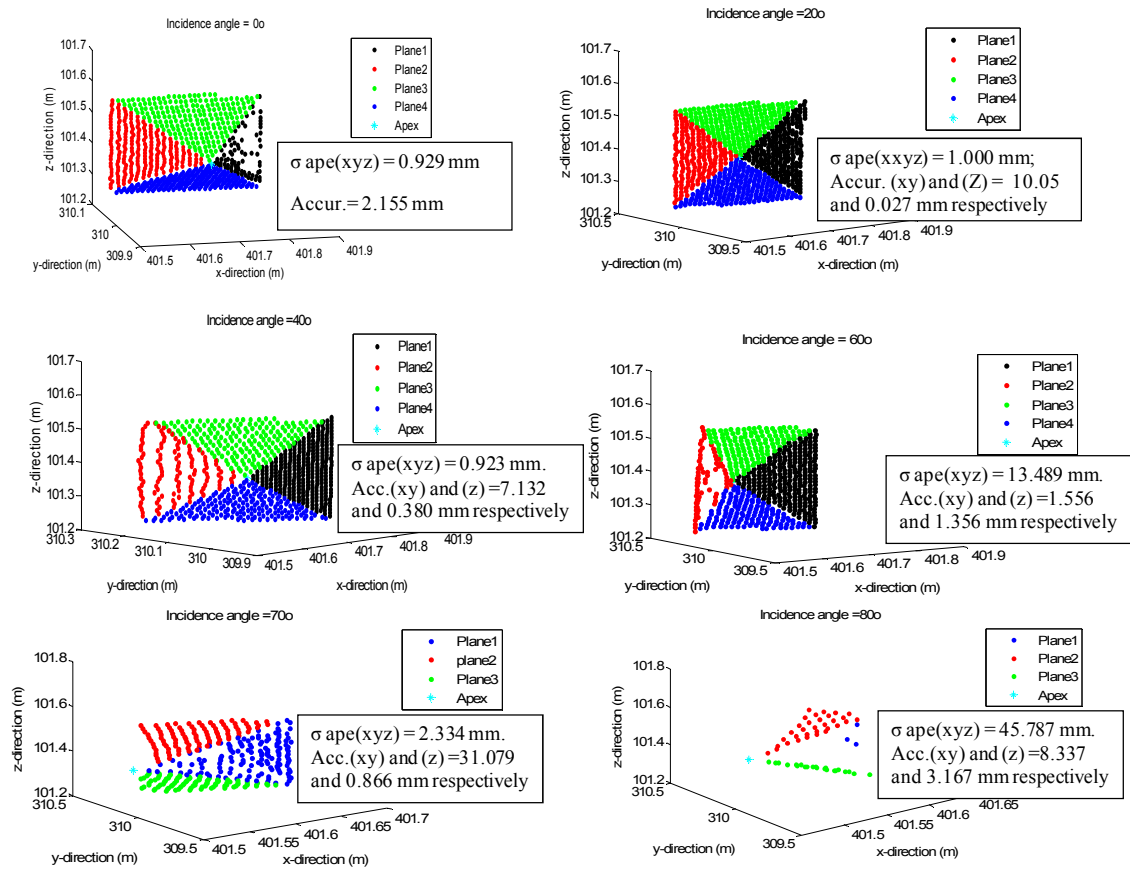 Incidence angle = 0o
101.7
101.6
101.5
101.4
101.3
101.2
z-direction (m)
310.1
310
309.9
y-direction (m)
401.5
401.6
401.7
401.8
401.9
x-direction (m)
Plane1
Plane2
Plane3
Plane4
Apex
σ ape(xyz) = 0.929 mm
Accur.= 2.155 mm
Incidence angle =20o
101.7
101.6
101.5
101.4
101.3
101.2
z-direction (m)
310.5
310
309.5
y-direction (m)
401.5
401.6
401.7
401.8
401.9
x-direction (m)
Plane1
Plane2
Plane3
Plane4
Apex
σ ape(xxyz) = 1.000 mm;
Accur. (xy) and (Z) = 10.05
and 0.027 mm respectively
Incidence angle =40o
101.7
101.6
101.5
101.4
101.3
101.2
z-direction (m)
310.3
310.2
310.1
310
309.9
y-direction (m)
401.5
401.6
401.7
401.8
401.9
x-direction (m)
Plane1
Plane2
Plane3
Plane4
Apex
σ ape(xyz) = 0.923 mm.
Acc.(xy) and (z) =7.132
and 0.380 mm respectively
Incidence angle = 60o
101.7
101.6
101.5
101.4
101.3
101.2
z-direction (m)
310.5
310
309.5
y-direction (m)
401.5
401.6
401.7
401.8
401.9
x-direction (m)
Plane1
Plane2
Plane3
Plane4
Apex
σ ape(xyz) = 13.489 mm.
Acc.(xy) and (z) =1.556
and 1.356 mm respectively
Incidence angle =70o
101.8
101.6
101.4
101.2
z-direction (m)
310.5
310
309.5
y-direction (m)
401.5
401.55
401.6
401.65
401.7
x-direction (m)
Plane1
plane2
Plane3
Apex
σ ape(xyz) = 2.334 mm.
Acc.(xy) and (z) =31.079
and 0.866 mm respectively
Incidence angle =80o
101.8
101.6
101.4
101.2
z-direction (m)
310.5
310
309.5
y-direction (m)
401.5
401.55
401.6
401.65
x-direction (m)
Plane1
Plane2
Plane3
Apex
σ ape(xyz) = 45.787 mm.
Acc.(xy) and (z) =8.337
and 3.167 mm respectively